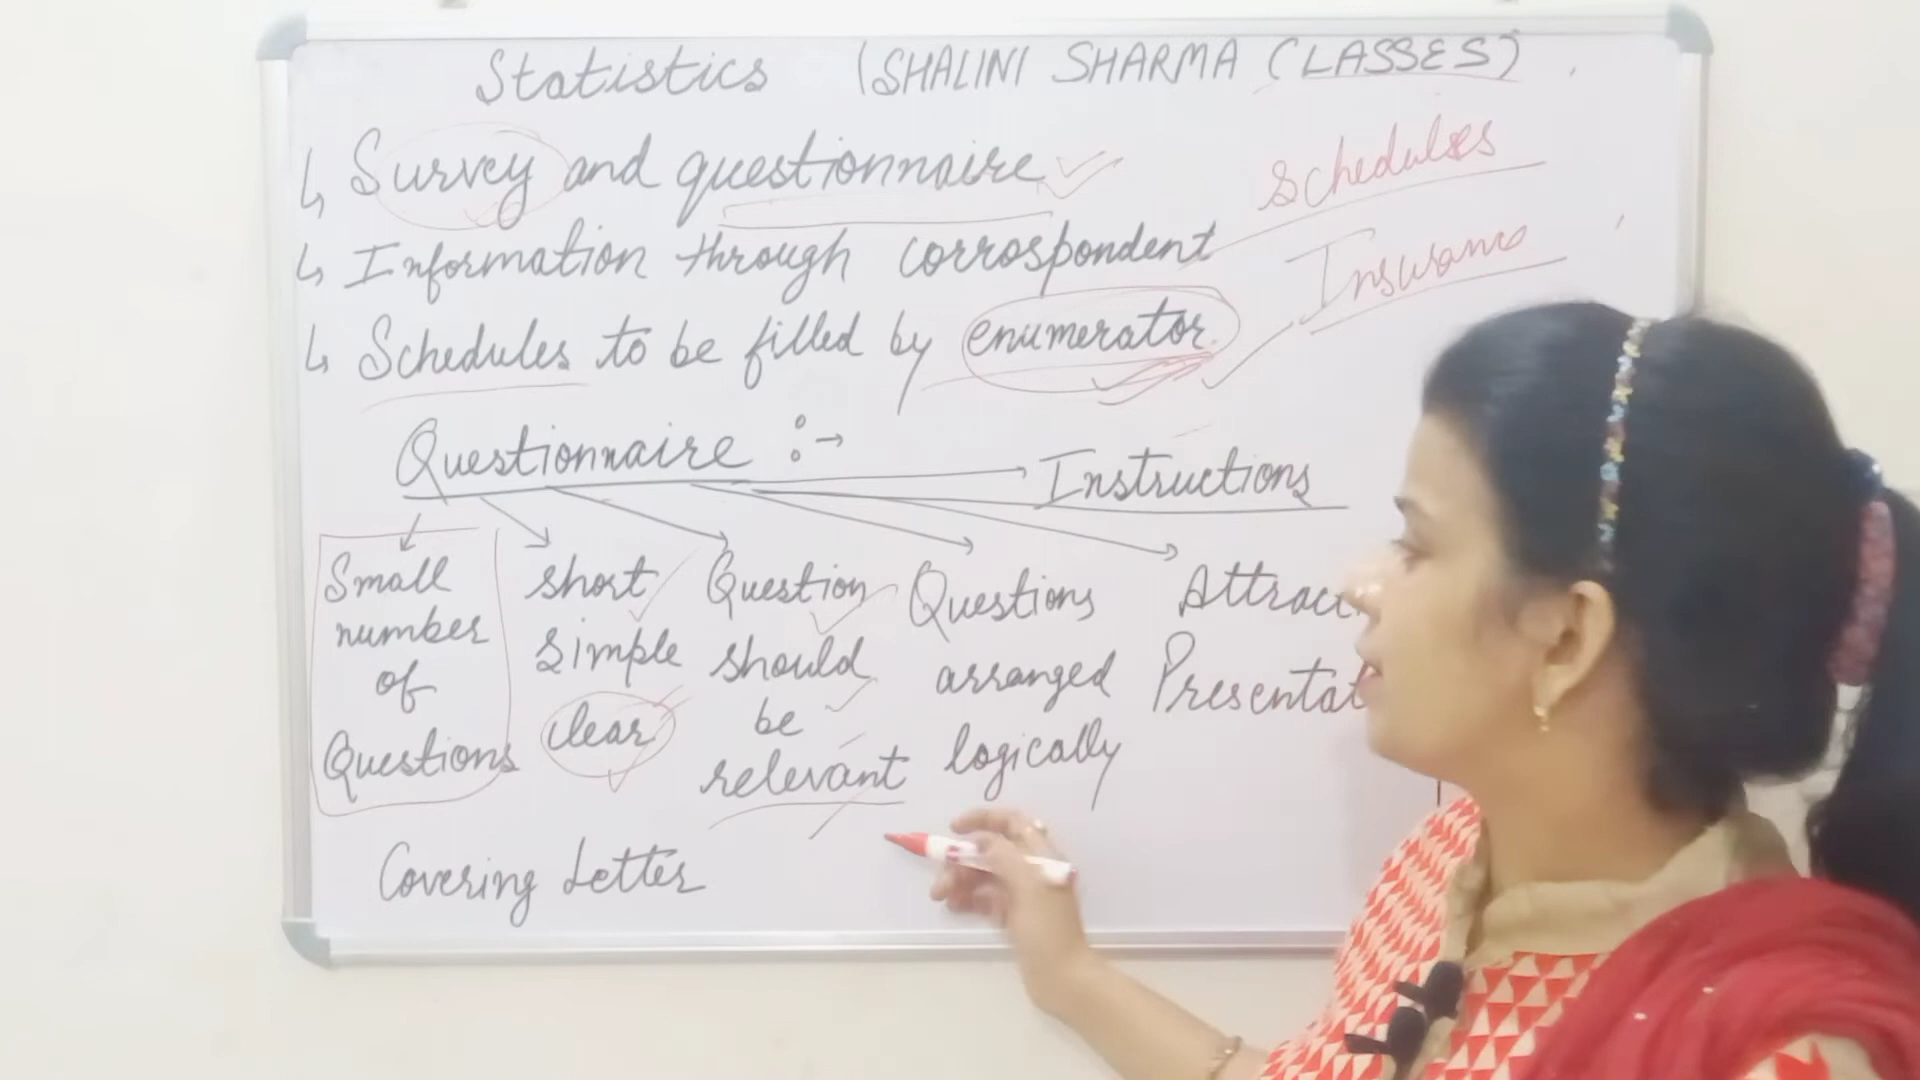 Statistics (SHALINI SHARMA CLASSES)
↳ Survey and questionnaire
Schedules
↳ Information through corrospondent
Insurance
↳ Schedules to be filled by enumerator.
Questionnaire :→
Instructions
Small
number
of
Questions
short
simple
clear
Question
should
be
relevant
Questions
arranged
logically
Attract
Presentat
Covering Letter